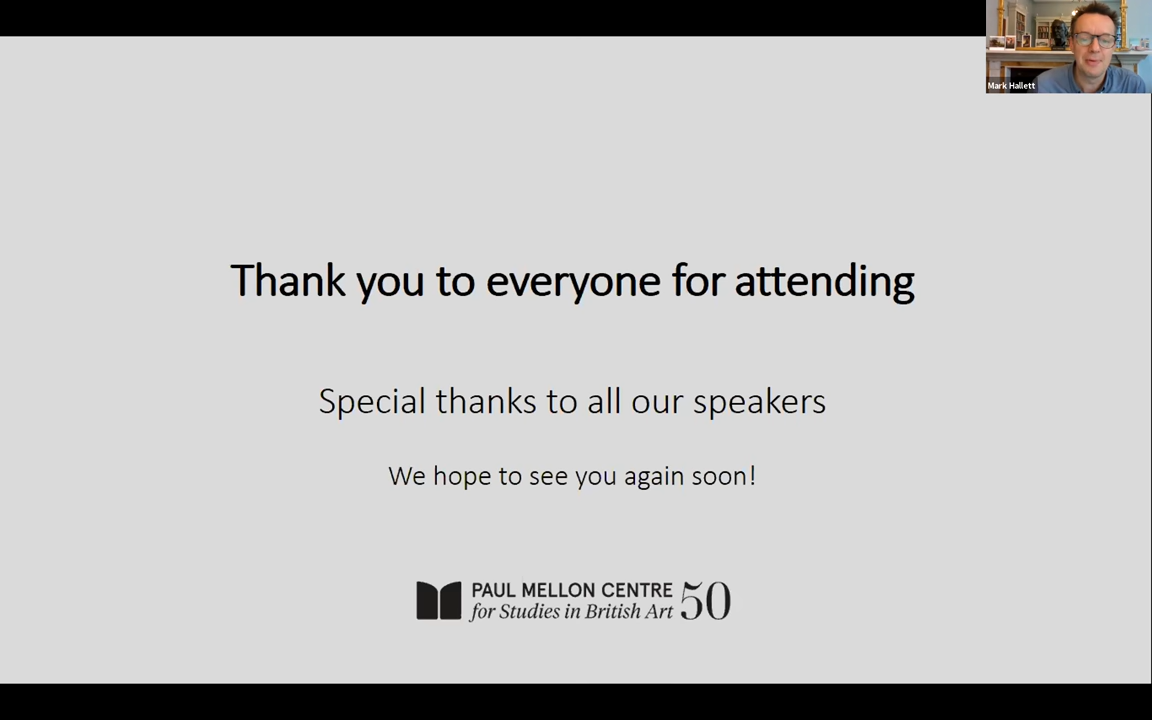 Mark Hallett
Thank you to everyone for attending
Special thanks to all our speakers
We hope to see you again soon!
PAUL MELLON CENTRE 50
for Studies in British Art